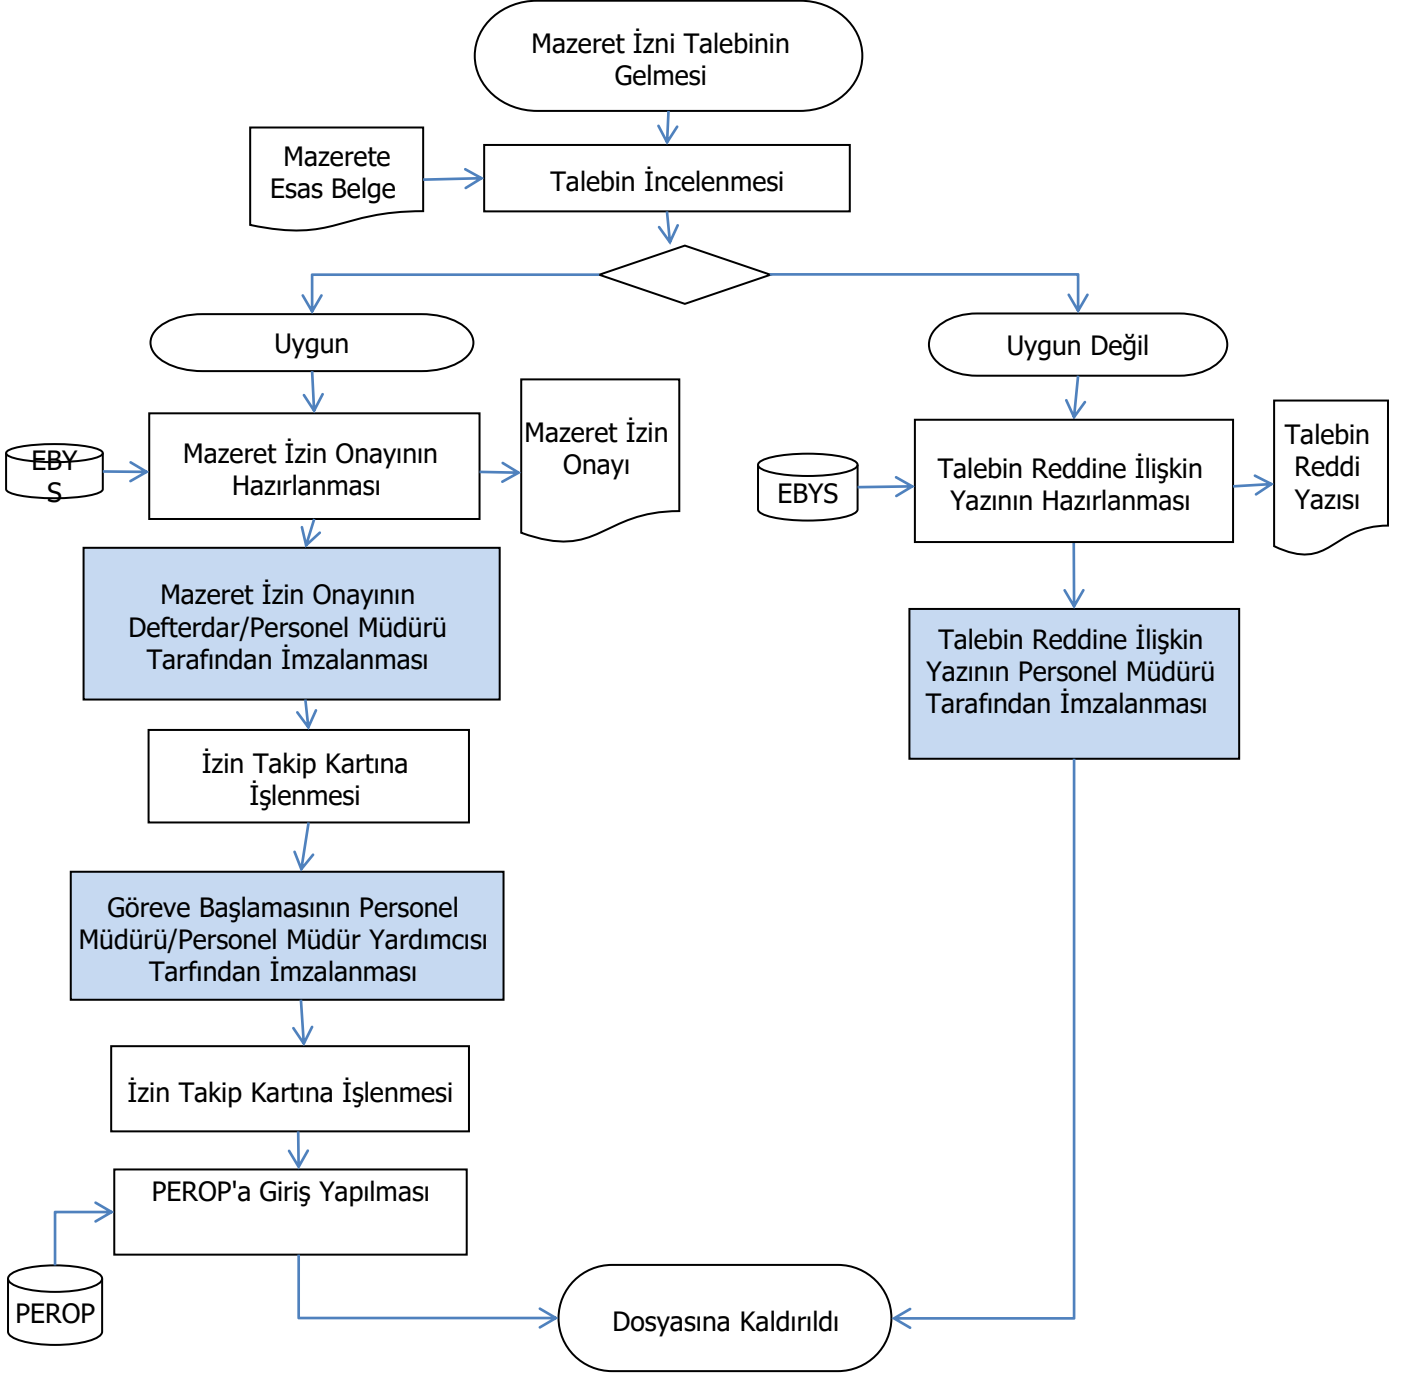 Mazeret İzni Talebinin
Gelmesi
Mazerete
Esas Belge
Talebin İncelenmesi
Uygun
Uygun Değil
EBY
S
Mazeret İzin Onayının
Hazırlanması
Mazeret İzin
Onayı
EBYS
Talebin Reddine İlişkin
Yazının Hazırlanması
Talebin
Reddi
Yazısı
Mazeret İzin Onayının
Defterdar/Personel Müdürü
Tarafından İmzalanması
Talebin Reddine İlişkin
Yazının Personel Müdürü
Tarafından İmzalanması
İzin Takip Kartına
İşlenmesi
Göreve Başlamasının Personel
Müdürü/Personel Müdür Yardımcısı
Tarfından İmzalanması
İzin Takip Kartına İşlenmesi
PEROP'a Giriş Yapılması
PEROP
Dosyasına Kaldırıldı